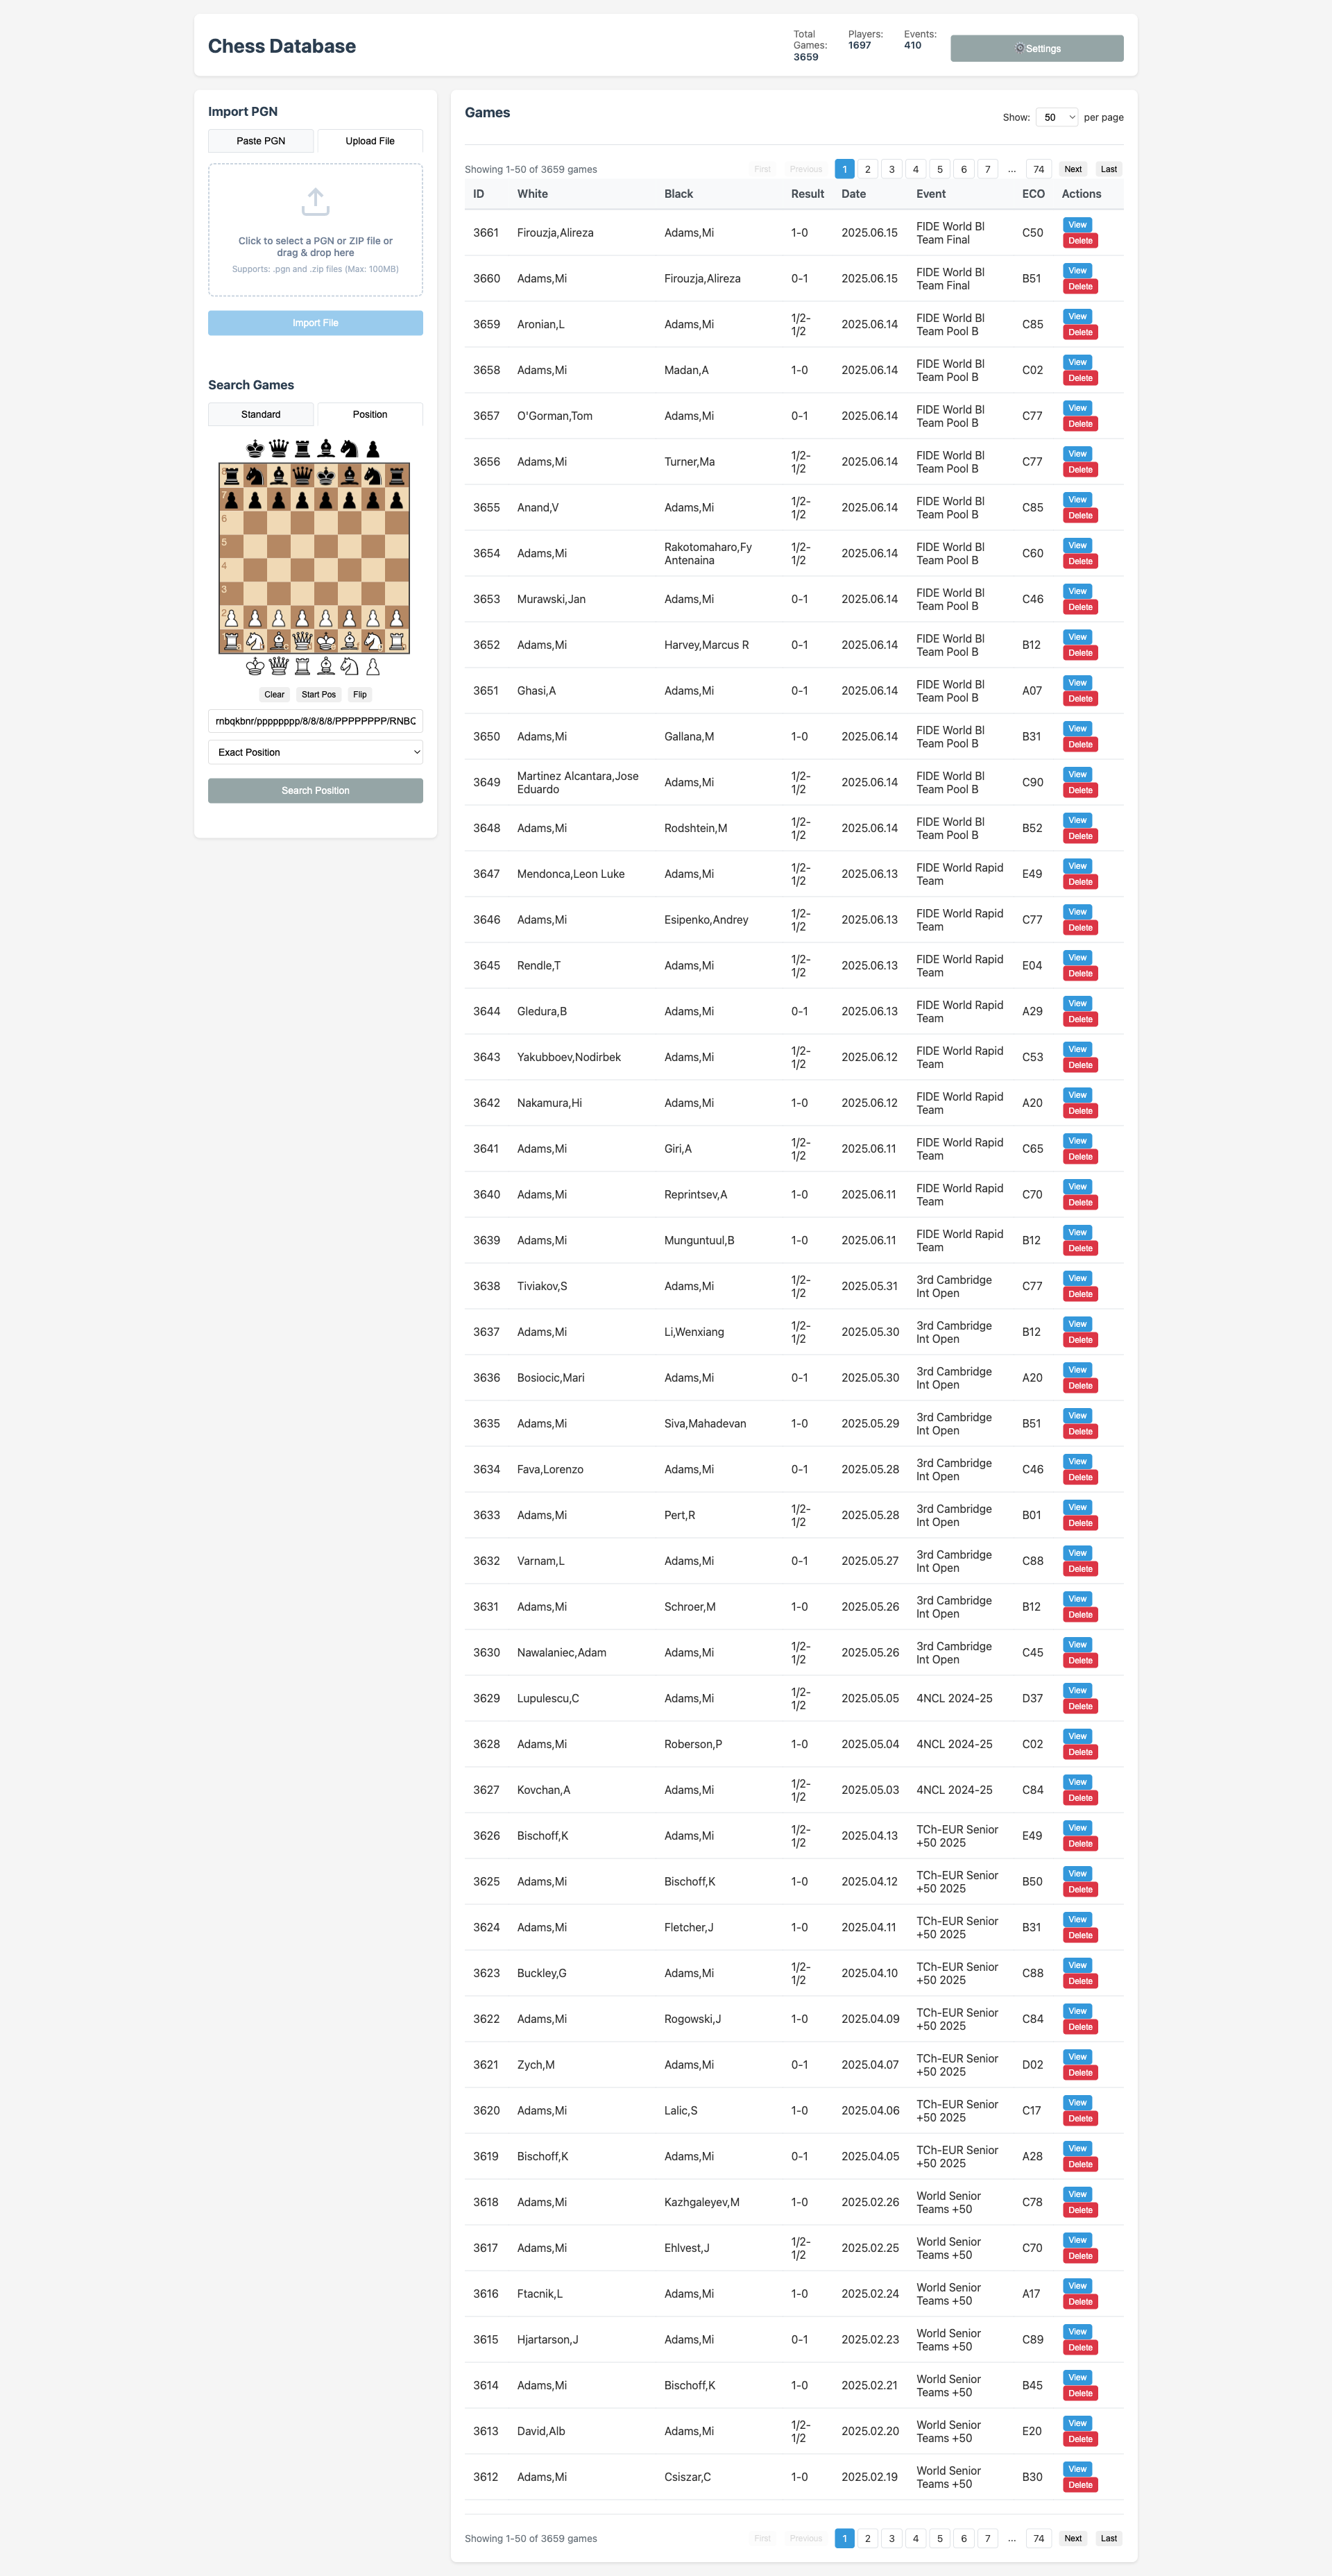 Chess Database
Total Games: 3659
Players: 1697
Events: 410
Settings
Import PGN
Paste PGN
Upload File
Click to select a PGN or ZIP file or
drag & drop here
Supports: .pgn and .zip files (Max: 100MB)
Import File
Search Games
Standard
Position
8
7
6
5
4
3
2
Clear
Start Pos
Flip
rnbqkbnr/pppppppp/8/8/8/8/PPPPPPPP/RNBQ
Exact Position
Search Position
Games
Show: 50 per page
Showing 1-50 of 3659 games
First Previous 1 2 3 4 5 6 7 ... 74 Next Last
ID White Black Result Date Event ECO Actions
3661 Firouzja,Alireza Adams,Mi 1-0 2025.06.15 FIDE World Bl Team Final C50 View Delete
3660 Adams,Mi Firouzja,Alireza 0-1 2025.06.15 FIDE World Bl Team Final B51 View Delete
3659 Aronian,L Adams,Mi 1/2-1/2 2025.06.14 FIDE World Bl Team Pool B C85 View Delete
3658 Adams,Mi Madan,A 1-0 2025.06.14 FIDE World Bl Team Pool B C02 View Delete
3657 O'Gorman,Tom Adams,Mi 0-1 2025.06.14 FIDE World Bl Team Pool B C77 View Delete
3656 Adams,Mi Turner,Ma 1/2-1/2 2025.06.14 FIDE World Bl Team Pool B C77 View Delete
3655 Anand,V Adams,Mi 1/2-1/2 2025.06.14 FIDE World Bl Team Pool B C85 View Delete
3654 Adams,Mi Rakotomaharo,Fy Antenaina 1/2-1/2 2025.06.14 FIDE World Bl Team Pool B C60 View Delete
3653 Murawski,Jan Adams,Mi 0-1 2025.06.14 FIDE World Bl Team Pool B C46 View Delete
3652 Adams,Mi Harvey,Marcus R 0-1 2025.06.14 FIDE World Bl Team Pool B B12 View Delete
3651 Ghasi,A Adams,Mi 0-1 2025.06.14 FIDE World Bl Team Pool B A07 View Delete
3650 Adams,Mi Gallana,M 1-0 2025.06.14 FIDE World Bl Team Pool B B31 View Delete
3649 Martinez Alcantara,Jose Eduardo Adams,Mi 1/2-1/2 2025.06.14 FIDE World Bl Team Pool B C90 View Delete
3648 Adams,Mi Rodshtein,M 1/2-1/2 2025.06.14 FIDE World Bl Team Pool B B52 View Delete
3647 Mendonca,Leon Luke Adams,Mi 1/2-1/2 2025.06.13 FIDE World Rapid Team E49 View Delete
3646 Adams,Mi Esipenko,Andrey 1/2-1/2 2025.06.13 FIDE World Rapid Team C77 View Delete
3645 Rendle,T Adams,Mi 1/2-1/2 2025.06.13 FIDE World Rapid Team E04 View Delete
3644 Gledura,B Adams,Mi 0-1 2025.06.13 FIDE World Rapid Team A29 View Delete
3643 Yakubboev,Nodirbek Adams,Mi 1/2-1/2 2025.06.12 FIDE World Rapid Team C53 View Delete
3642 Nakamura,Hi Adams,Mi 1-0 2025.06.12 FIDE World Rapid Team A20 View Delete
3641 Adams,Mi Giri,A 1/2-1/2 2025.06.11 FIDE World Rapid Team C65 View Delete
3640 Adams,Mi Reprintsev,A 1-0 2025.06.11 FIDE World Rapid Team C70 View Delete
3639 Adams,Mi Munguntuul,B 1-0 2025.06.11 FIDE World Rapid Team B12 View Delete
3638 Tiviakov,S Adams,Mi 1/2-1/2 2025.05.31 3rd Cambridge Int Open C77 View Delete
3637 Adams,Mi Li,Wenxiang 1/2-1/2 2025.05.30 3rd Cambridge Int Open B12 View Delete
3636 Bosiocic,Mari Adams,Mi 0-1 2025.05.30 3rd Cambridge Int Open A20 View Delete
3635 Adams,Mi Siva,Mahadevan 1-0 2025.05.29 3rd Cambridge Int Open B51 View Delete
3634 Fava,Lorenzo Adams,Mi 0-1 2025.05.28 3rd Cambridge Int Open C46 View Delete
3633 Adams,Mi Pert,R 1/2-1/2 2025.05.28 3rd Cambridge Int Open B01 View Delete
3632 Varnam,L Adams,Mi 0-1 2025.05.27 3rd Cambridge Int Open C88 View Delete
3631 Adams,Mi Schroer,M 1-0 2025.05.26 3rd Cambridge Int Open B12 View Delete
3630 Nawalaniec,Adam Adams,Mi 1/2-1/2 2025.05.26 3rd Cambridge Int Open C45 View Delete
3629 Lupulescu,C Adams,Mi 1/2-1/2 2025.05.05 4NCL 2024-25 D37 View Delete
3628 Adams,Mi Roberson,P 1-0 2025.05.04 4NCL 2024-25 C02 View Delete
3627 Kovchan,A Adams,Mi 1/2-1/2 2025.05.03 4NCL 2024-25 C84 View Delete
3626 Bischoff,K Adams,Mi 1/2-1/2 2025.04.13 TCh-EUR Senior +50 2025 E49 View Delete
3625 Adams,Mi Bischoff,K 1-0 2025.04.12 TCh-EUR Senior +50 2025 B50 View Delete
3624 Adams,Mi Fletcher,J 1-0 2025.04.11 TCh-EUR Senior +50 2025 B31 View Delete
3623 Buckley,G Adams,Mi 1/2-1/2 2025.04.10 TCh-EUR Senior +50 2025 C88 View Delete
3622 Adams,Mi Rogowski,J 1-0 2025.04.09 TCh-EUR Senior +50 2025 C84 View Delete
3621 Zych,M Adams,Mi 0-1 2025.04.07 TCh-EUR Senior +50 2025 D02 View Delete
3620 Adams,Mi Lalic,S 1-0 2025.04.06 TCh-EUR Senior +50 2025 C17 View Delete
3619 Bischoff,K Adams,Mi 0-1 2025.04.05 TCh-EUR Senior +50 2025 A28 View Delete
3618 Adams,Mi Kazhgaleyev,M 1-0 2025.02.26 World Senior Teams +50 C78 View Delete
3617 Adams,Mi Ehlvest,J 1/2-1/2 2025.02.25 World Senior Teams +50 C70 View Delete
3616 Ftacnik,L Adams,Mi 1-0 2025.02.24 World Senior Teams +50 A17 View Delete
3615 Hjartarson,J Adams,Mi 0-1 2025.02.23 World Senior Teams +50 C89 View Delete
3614 Adams,Mi Bischoff,K 1-0 2025.02.21 World Senior Teams +50 B45 View Delete
3613 David,Alb Adams,Mi 1/2-1/2 2025.02.20 World Senior Teams +50 E20 View Delete
3612 Adams,Mi Csiszar,C 1-0 2025.02.19 World Senior Teams +50 B30 View Delete
Showing 1-50 of 3659 games
First Previous 1 2 3 4 5 6 7 ... 74 Next Last